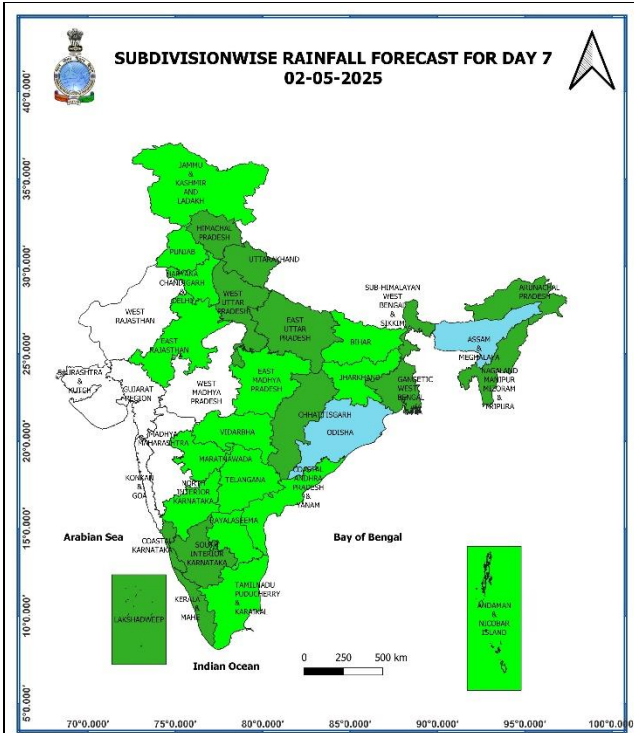 SUBDIVISIONWISE RAINFALL FORECAST FOR DAY 7
02-05-2025
40°0.000'
35°0.000'
30°0.000'
25°0.000'
20°0.000'
15°0.000'
10°0.000'
5°0.000'
JAMMU
&
KASHMIR
AND
LADAKH
HIMACHAL
PRADESH
PUNJAB
UTTARAKHAND
HARYANA
CHANDIGARH
&
DELHI
WEST
UTTAR
PRADESH
WEST
RAJASTHAN
EAST
RAJASTHAN
EAST
UTTAR
PRADESH
SUB-HIMALAYAN
WEST
BENGAL
&
SIKKIM
ARUNACHAL
PRADESH
ASSAM
&
MEGHALAYA
NAGALAND
MANIPUR
MIZORAM
&
TRIPURA
BIHAR
JHARKHAND
GANGETIC
WEST
BENGAL
SAURASHTRA
&
KUTCH
GUJARAT
REGION
WEST
MADHYA
PRADESH
EAST
MADHYA
PRADESH
CHHATTISGARH
ODISHA
MADHYA
MAHARASHTRA
VIDARBHA
MARATHWADA
KONKAN
&
GOA
NORTH
INTERIOR
KARNATAKA
TELANGANA
COASTAL
ANDHRA
PRADESH
&
YANAM
RAYALASEEMA
Arabian Sea
COASTAL
KARNATAKA
SOUTH
INTERIOR
KARNATAKA
Bay of Bengal
LAKSHADWEEP
KERALA
&
MAHE
TAMILNADU
PUDUCHERRY
&
KARAIKAL
ANDAMAN
&
NICOBAR
ISLAND
Indian Ocean
0 250 500 km
70°0.000' 75°0.000' 80°0.000' 85°0.000' 90°0.000' 95°0.000' 100°0.000'